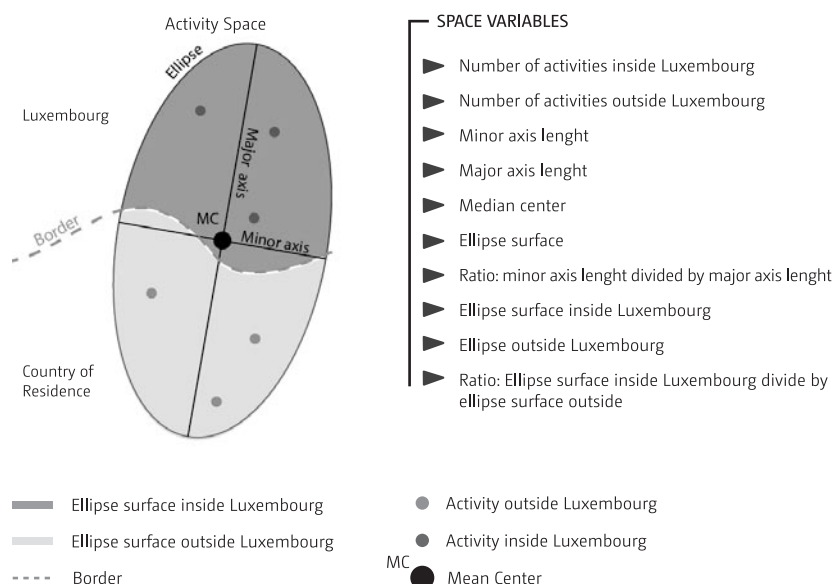 Activity Space
Ellipse
Luxembourg
Major axis
MC
Border
Minor axis
Country of
Residence
SPACE VARIABLES
Number of activities inside Luxembourg
Number of activities outside Luxembourg
Minor axis lenght
Major axis lenght
Median center
Ellipse surface
Ratio: minor axis lenght divided by major axis lenght
Ellipse surface inside Luxembourg
Ellipse outside Luxembourg
Ratio: Ellipse surface inside Luxembourg divide by
ellipse surface outside
Ellipse surface inside Luxembourg
Ellipse surface outside Luxembourg
Border
Activity outside Luxembourg
Activity inside Luxembourg
MC
Mean Center